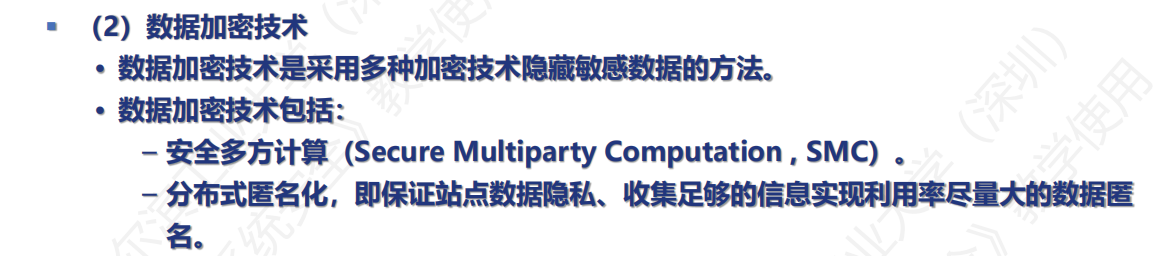 ▪ （2）数据加密技术
• 数据加密技术是采用多种加密技术隐藏敏感数据的方法。
• 数据加密技术包括：
– 安全多方计算（Secure Multiparty Computation , SMC）。
– 分布式匿名化，即保证站点数据隐私、收集足够的信息实现利用率尽量大的数据匿
名。